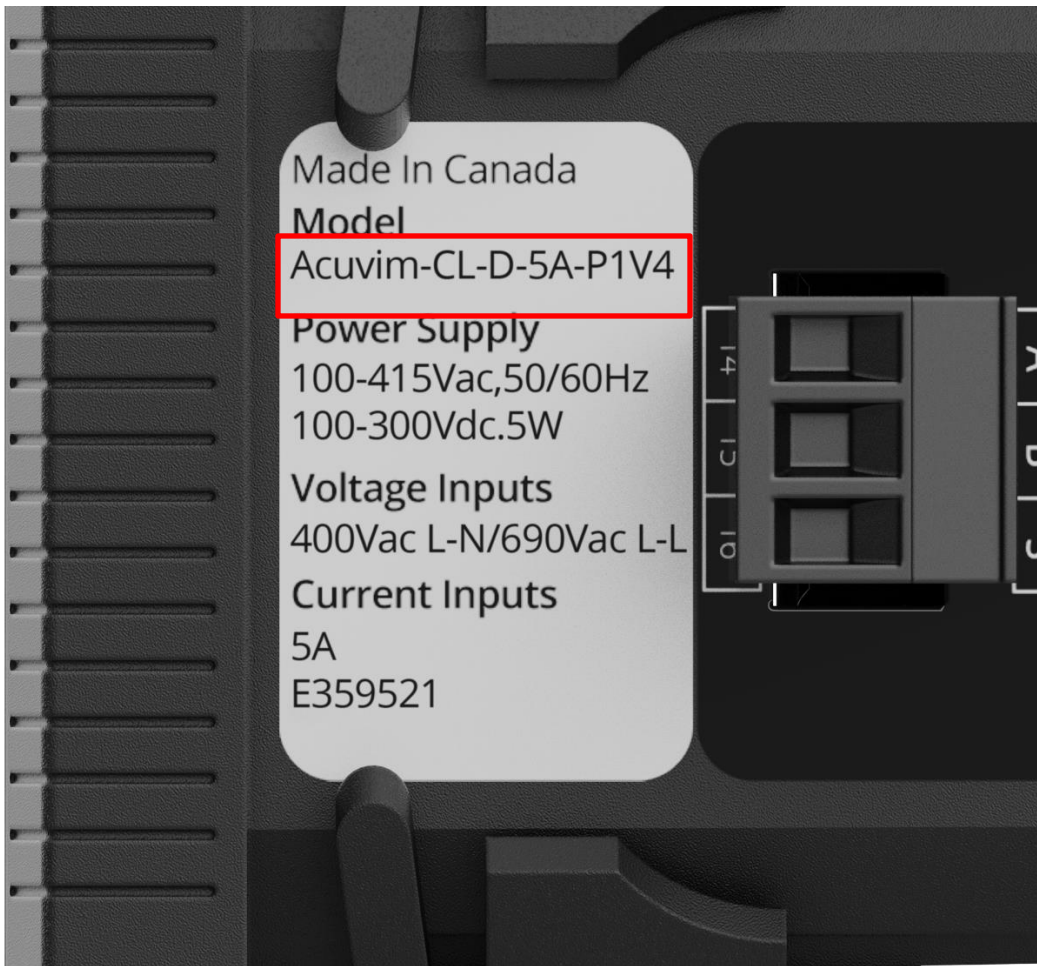 Made In Canada
Model
Acuvim-CL-D-5A-P1V4
Power Supply
100-415Vac,50/60Hz
100-300Vdc.5W
Voltage Inputs
400Vac L-N/690Vac L-L
Current Inputs
5A
E359521
14
A
B
S